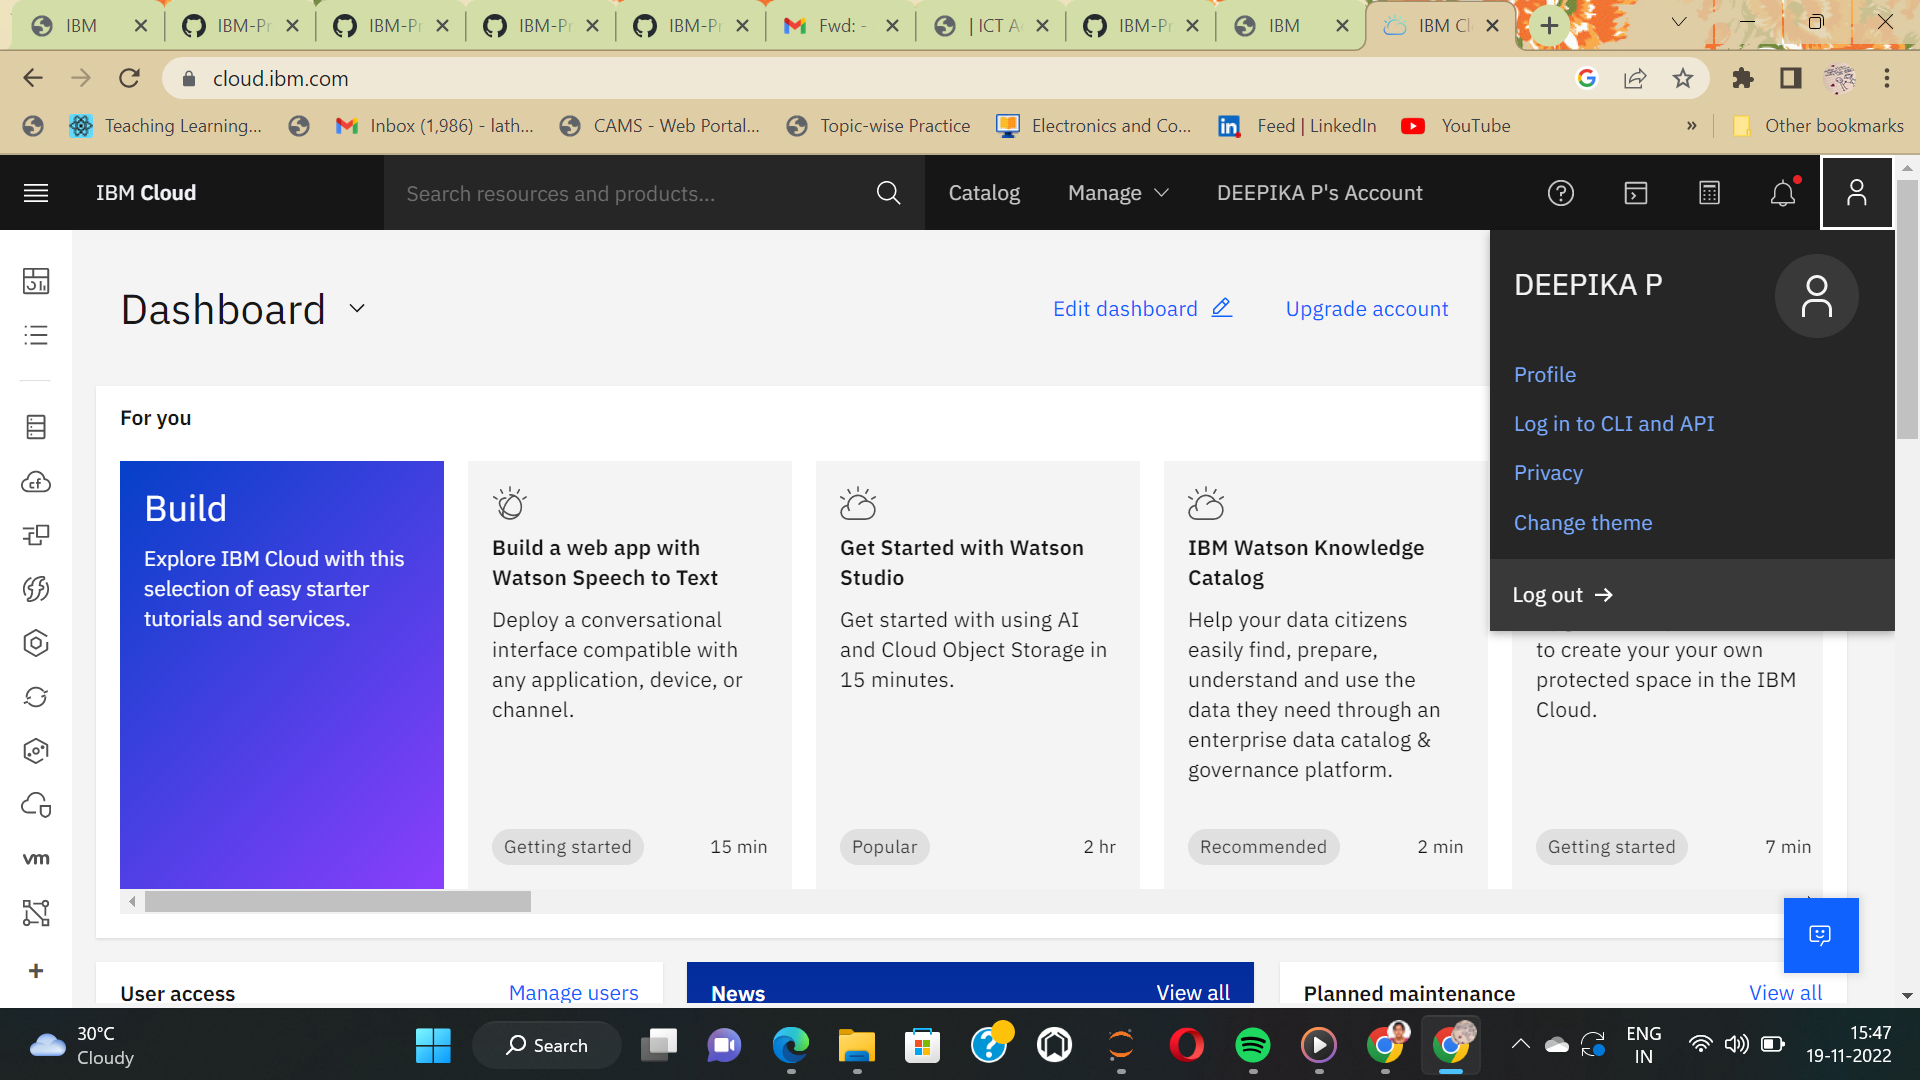 IBM
IBM-Pr
IBM-Pr
IBM-Pr
IBM-Pr
Fwd: -
| ICT Ac
IBM-Pr
IBM
IBM Cl
cloud.ibm.com
Teaching Learning...
Inbox (1,986) - lath...
CAMS - Web Portal...
Topic-wise Practice
Electronics and Co...
Feed | LinkedIn
YouTube
»
Other bookmarks
IBM Cloud
Search resources and products...
Catalog
Manage
DEEPIKA P's Account
Dashboard
Edit dashboard
Upgrade account
DEEPIKA P
Profile
Log in to CLI and API
Privacy
Change theme
Log out
For you
Build
Explore IBM Cloud with this
selection of easy starter
tutorials and services.
Build a web app with
Watson Speech to Text
Deploy a conversational
interface compatible with
any application, device, or
channel.
Getting started 15 min
Get Started with Watson
Studio
Get started with using AI
and Cloud Object Storage in
15 minutes.
Popular 2 hr
IBM Watson Knowledge
Catalog
Help your data citizens
easily find, prepare,
understand and use the
data they need through an
enterprise data catalog &
governance platform.
Recommended 2 min
to create your your own
protected space in the IBM
Cloud.
Getting started 7 min
cf
vm
User access Manage users
News View all
Planned maintenance View all
30°C
Cloudy
Search
ENG
IN
15:47
19-11-2022